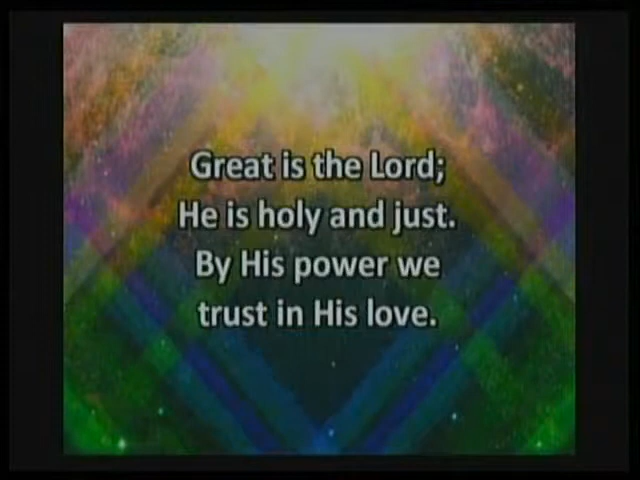 Great is the Lord;
He is holy and just.
By His power we
trust in His love.